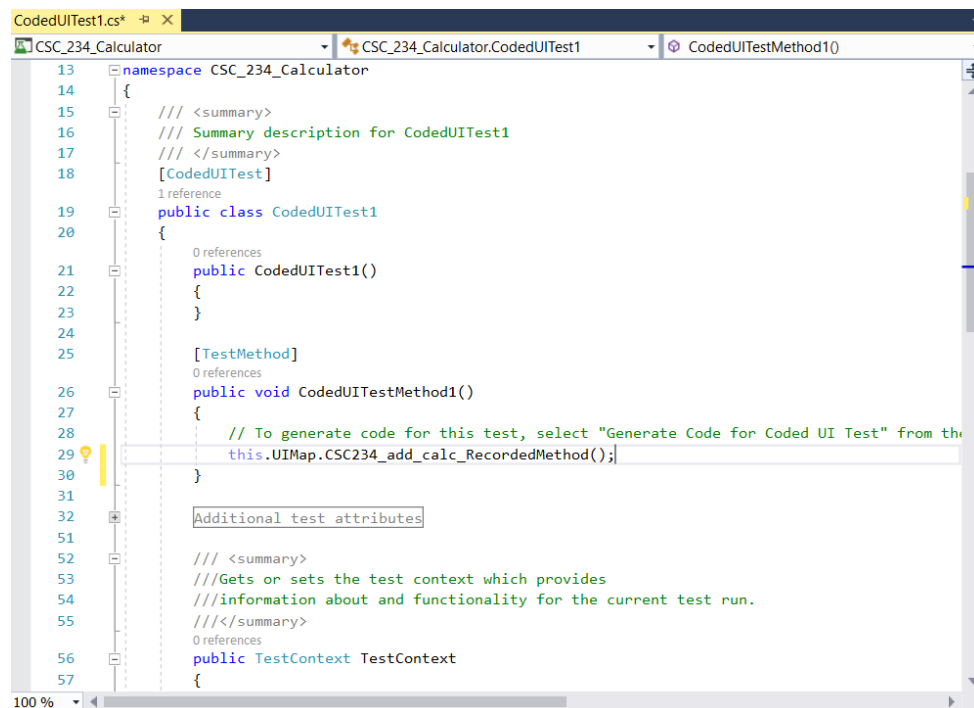 CodedUITest1.cs*
CSC_234_Calculator CSC_234_Calculator.CodedUITest1 CodedUITestMethod1()
13 namespace CSC_234_Calculator
14 {
15 /// <summary>
16 /// Summary description for CodedUITest1
17 /// </summary>
18 [CodedUITest]
1 reference
19 public class CodedUITest1
20 {
0 references
21 public CodedUITest1()
22 {
23 }
24
25 [TestMethod]
0 references
26 public void CodedUITestMethod1()
27 {
28 // To generate code for this test, select "Generate Code for Coded UI Test" from the
29 this.UIMap.CSC234_add_calc_RecordedMethod();
30 }
31
32 Additional test attributes
51
52 /// <summary>
53 ///Gets or sets the test context which provides
54 ///information about and functionality for the current test run.
55 ///</summary>
0 references
56 public TestContext TestContext
57 {
100 %